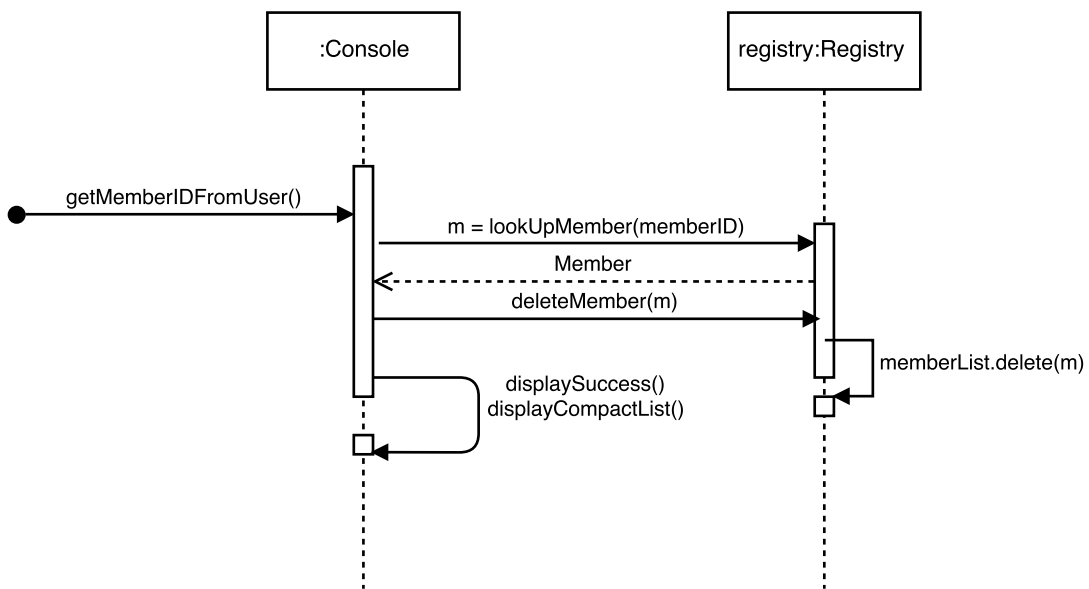 :Console
registry:Registry
getMemberIDFromUser()
m = lookUpMember(memberID)
Member
deleteMember(m)
memberList.delete(m)
displaySuccess()
displayCompactList()